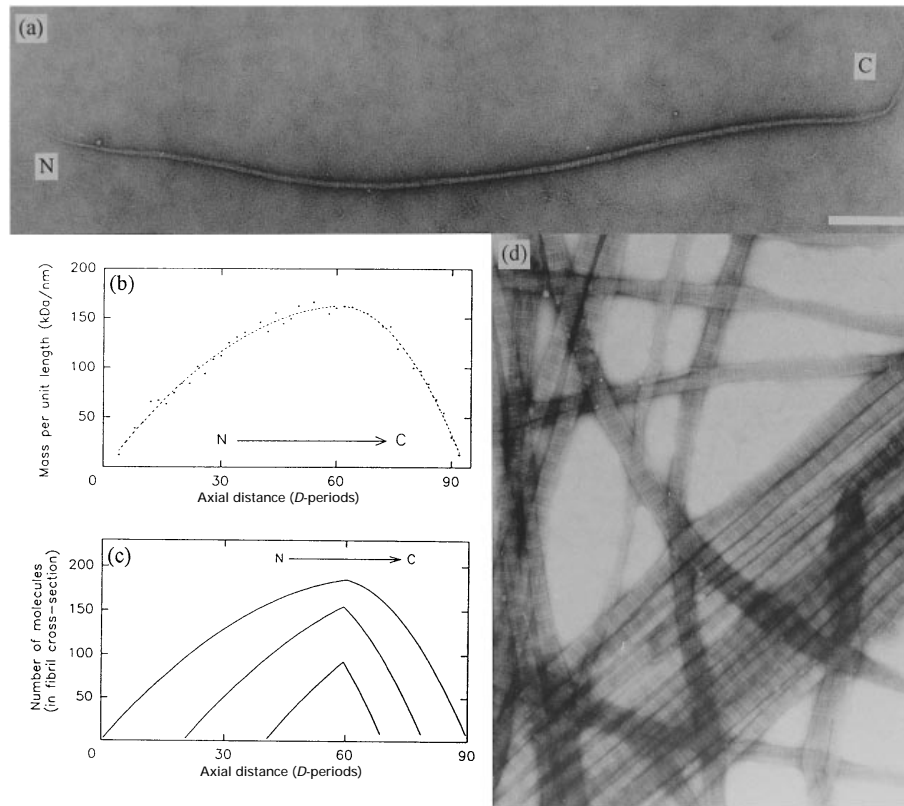 (a)
C
N
(b)
200
150
100
50
0
30
60
90
Mass per unit length (kDa/nm)
N C
Axial distance (D-periods)
(c)
N C
200
150
100
50
0
30
60
90
Number of molecules
(in fibril cross-section)
Axial distance (D-periods)
(d)